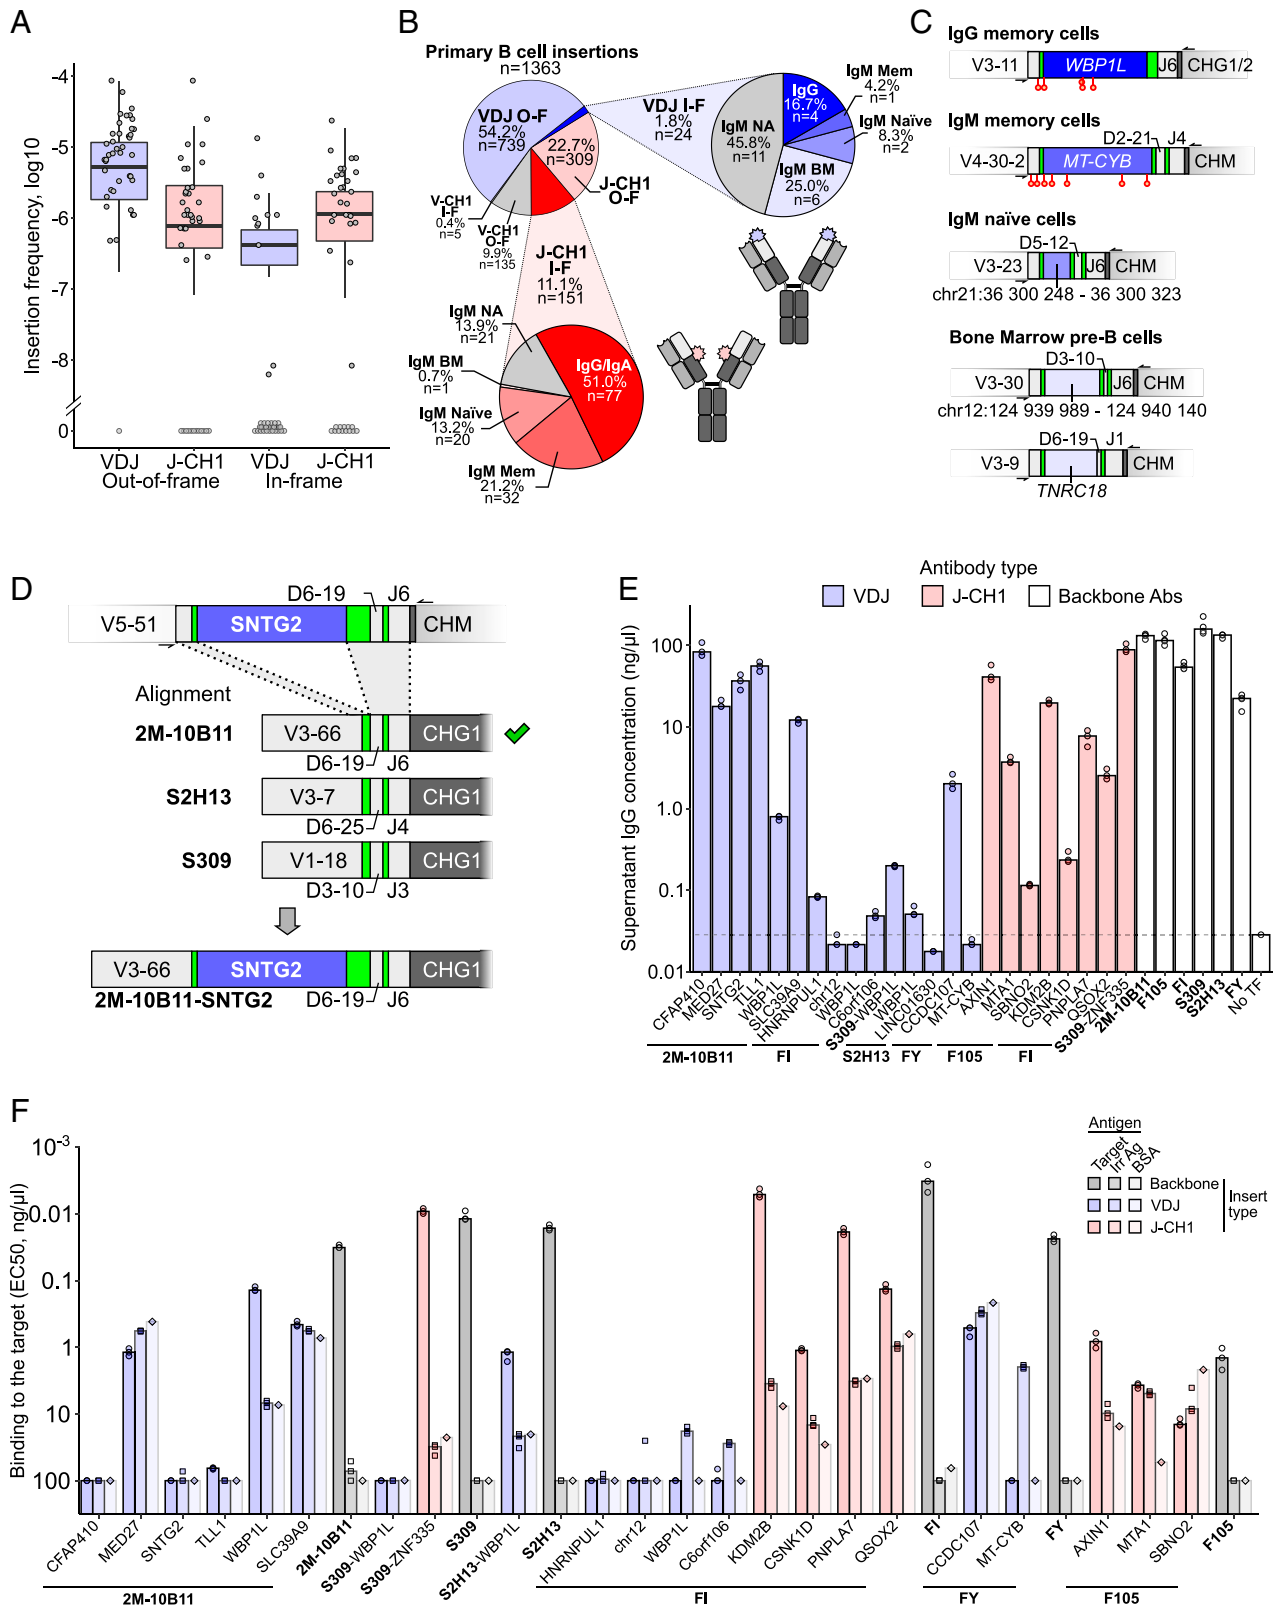 A
Insertion frequency, log10
-4
-5
-6
-7
-8
0
VDJ
J-CH1
VDJ
J-CH1
Out-of-frame
In-frame
B
Primary B cell insertions
n=1363
VDJ O-F
54.2%
n=739
22.7%
n=309
J-CH1
O-F
V-CH1
I-F
0.4%
n=5
V-CH1
O-F
9.9%
n=135
VDJ I-F
1.8%
n=24
IgG
16.7%
n=4
IgM Mem
4.2%
n=1
IgM Naïve
8.3%
n=2
IgM NA
45.8%
n=11
IgM BM
25.0%
n=6
J-CH1
I-F
11.1%
n=151
IgM NA
13.9%
n=21
IgM BM
0.7%
n=1
IgM Naïve
13.2%
n=20
IgM Mem
21.2%
n=32
IgG/IgA
51.0%
n=77
C
IgG memory cells
V3-11
WBP1L
J6
CHG1/2
IgM memory cells
D2-21
J4
V4-30-2
MT-CYB
CHM
IgM naïve cells
D5-12
V3-23
J6
CHM
chr21:36 300 248 - 36 300 323
Bone Marrow pre-B cells
D3-10
V3-30
J6
CHM
chr12:124 939 989 - 124 940 140
D6-19
J1
V3-9
CHM
TNRC18
D
D6-19
J6
V5-51
SNTG2
CHM
Alignment
2M-10B11
V3-66
CHG1
D6-19
J6
S2H13
V3-7
CHG1
D6-25
J4
S309
V1-18
CHG1
D3-10
J3
V3-66
SNTG2
CHG1
2M-10B11-SNTG2
D6-19
J6
E
Antibody type
VDJ
J-CH1
Backbone Abs
Supernatant IgG concentration (ng/µl)
100
10
1.0
0.1
0.01
CFAP410
MED27
SNTG2
TLL1
WBP1L
SLC39A9
HNRNPUL1
chr12
WBP1L
C6orf106
S309-WBP1L
WBP1L
LINC01630
CCDC107
MT-CYB
AXIN1
MTA1
SBNO2
KDM2B
CSNK1D
PNPLA7
QSOX2
S309-ZNF335
2M-10B11
F105
FI
S309
S2H13
FY
No TF
2M-10B11
FI
S2H13
FY
F105
FI
F
Binding to the target (EC50, ng/µl)
10-3
0.01
0.1
1
10
100
Antigen
Target
Irr Ag
BSA
Backbone
VDJ
J-CH1
Insert
type
CFAP410
MED27
SNTG2
TLL1
WBP1L
SLC39A9
2M-10B11
S309-WBP1L
S309-ZNF335
S309
S2H13-WBP1L
S2H13
HNRNPUL1
chr12
WBP1L
C6orf106
KDM2B
CSNK1D
PNPLA7
QSOX2
FI
CCDC107
MT-CYB
FY
AXIN1
MTA1
SBNO2
F105
2M-10B11
FI
FY
F105